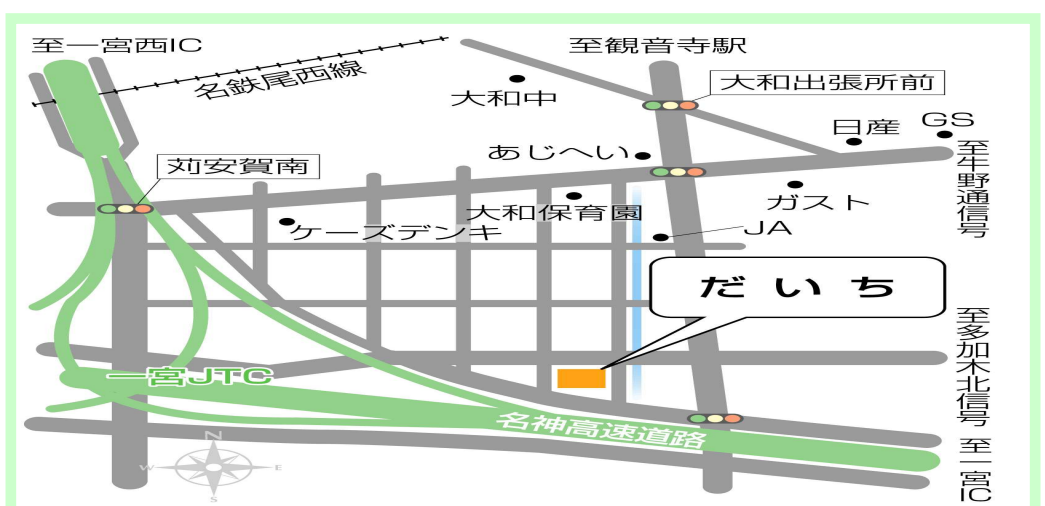 至一宮西IC
名鉄尾西線
至観音寺駅
大和中
大和出張所前
GS
日産
あじへい
至牛野通信号
苅安賀南
大和保育園
ガスト
ケーズデンキ
JA
だいち
至多加木北信号
一宮JTC
名神高速道路
至一宮IC
N
W
E
S